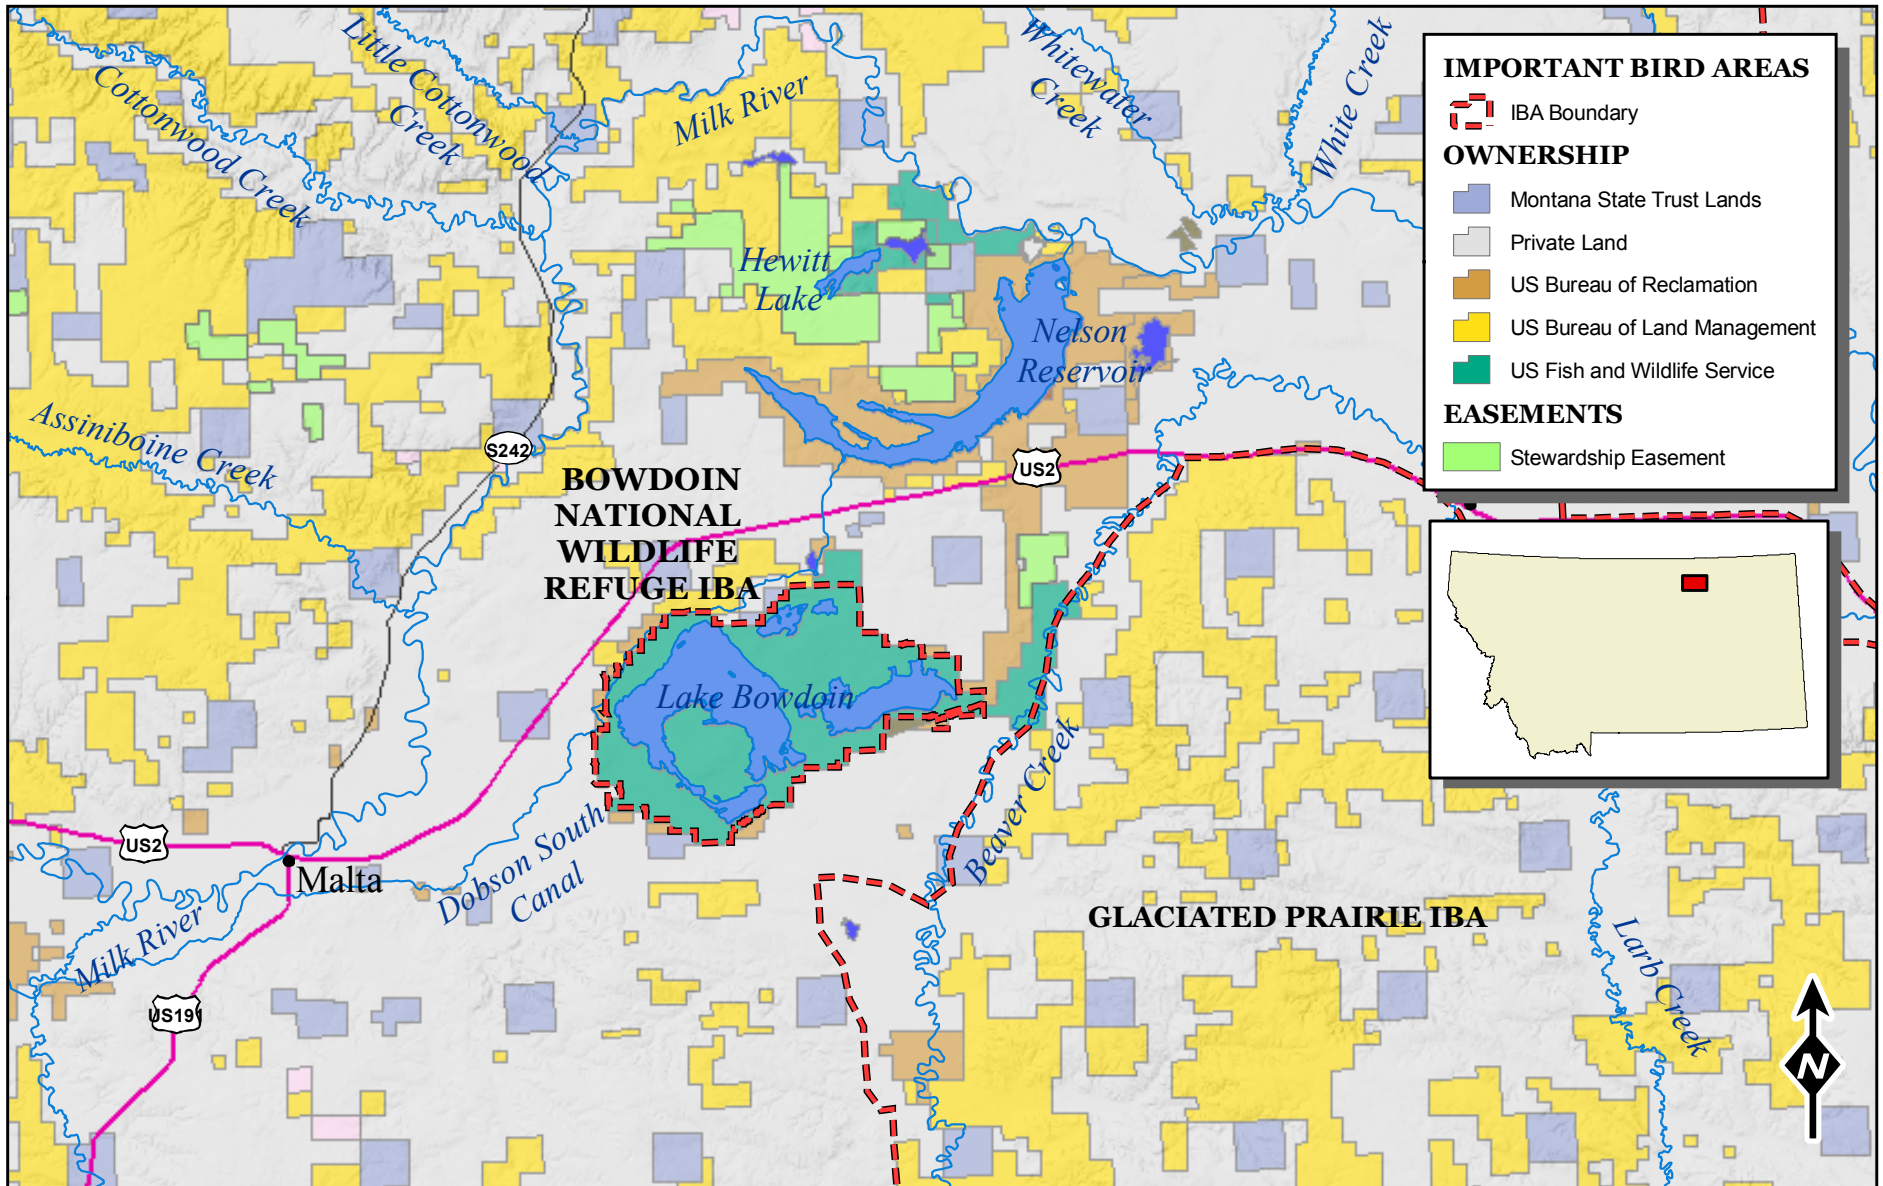 Little Cottonwood
Creek
Cottonwood Creek
Milk River
Whitewater
Creek
White Creek
Hewitt
Lake
Nelson
Reservoir
Assiniboine Creek
S242
US2
BOWDOIN
NATIONAL
WILDLIFE
REFUGE IBA
Lake Bowdoin
Beaver Creek
Dobson South
Canal
US2
Malta
Milk River
US191
GLACIATED PRAIRIE IBA
Larb Creek
IMPORTANT BIRD AREAS
IBA Boundary
OWNERSHIP
Montana State Trust Lands
Private Land
US Bureau of Reclamation
US Bureau of Land Management
US Fish and Wildlife Service
EASEMENTS
Stewardship Easement
N